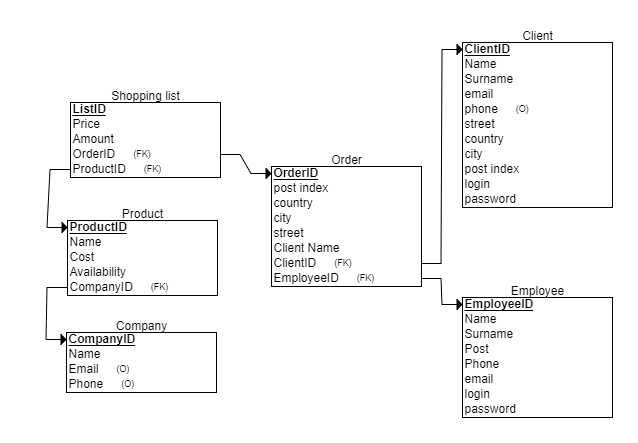 Shopping list
ListID
Price
Amount
OrderID (FK)
ProductID (FK)
Product
ProductID
Name
Cost
Availability
CompanyID (FK)
Company
CompanyID
Name
Email (O)
Phone (O)
Order
OrderID
post index
country
city
street
Client Name
ClientID (FK)
EmployeeID (FK)
Client
ClientID
Name
Surname
email
phone (O)
street
country
city
post index
login
password
Employee
EmployeeID
Name
Surname
Post
Phone
email
login
password